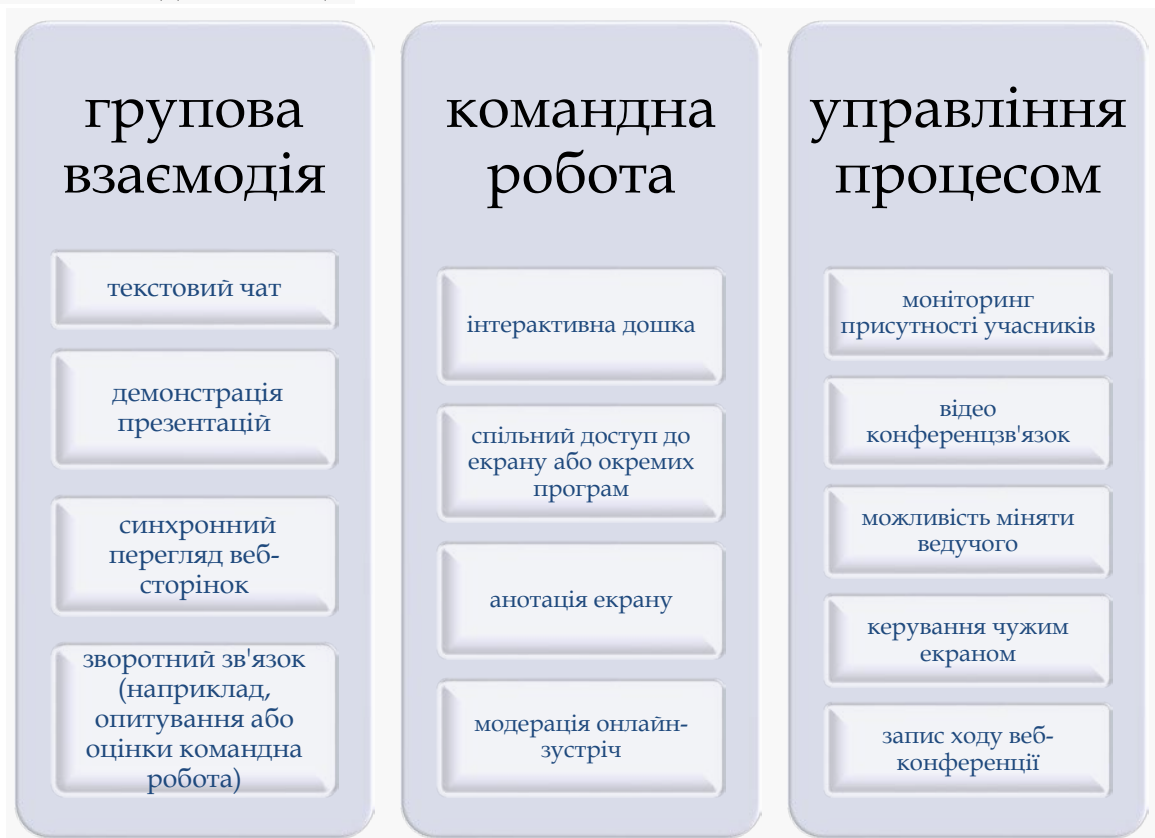 групова
взаємодія
текстовий чат
демонстрація
презентацій
синхронний
перегляд веб-
сторінок
зворотний зв'язок
(наприклад,
опитування або
оцінки командна
робота)
командна
робота
інтерактивна дошка
спільний доступ до
екрану або окремих
програм
анотація екрану
модерація онлайн-
зустріч
управління
процесом
моніторинг
присутності учасників
відео
конференцзв'язок
можливість міняти
ведучого
керування чужим
екраном
запис ходу веб-
конференції